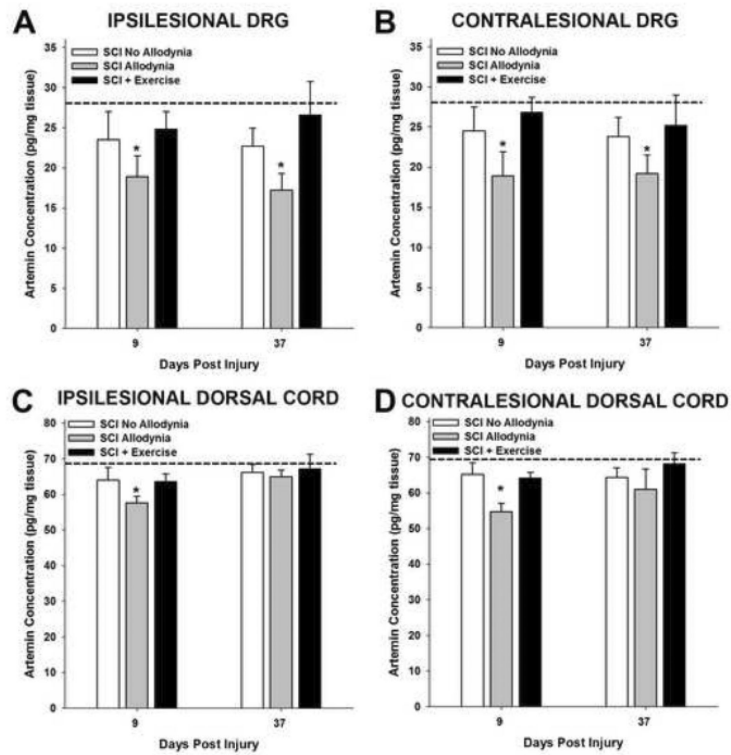 A
IPSILESIONAL DRG
SCI No Allodynia
SCI Allodynia
SCI + Exercise
Artemin Concentration (pg/mg tissue)
35
30
25
20
15
10
5
0
*
*
9
37
Days Post Injury
B
CONTRALESIONAL DRG
SCI No Allodynia
SCI Allodynia
SCI + Exercise
Artemin Concentration (pg/mg tissue)
35
30
25
20
15
10
5
0
*
*
9
37
Days Post Injury
C
IPSILESIONAL DORSAL CORD
SCI No Allodynia
SCI Allodynia
SCI + Exercise
Artemin Concentration (pg/mg tissue)
80
70
60
50
40
30
20
10
0
*
9
37
Days Post Injury
D
CONTRALESIONAL DORSAL CORD
SCI No Allodynia
SCI Allodynia
SCI + Exercise
Artemin Concentration (pg/mg tissue)
80
70
60
50
40
30
20
10
0
*
9
37
Days Post Injury